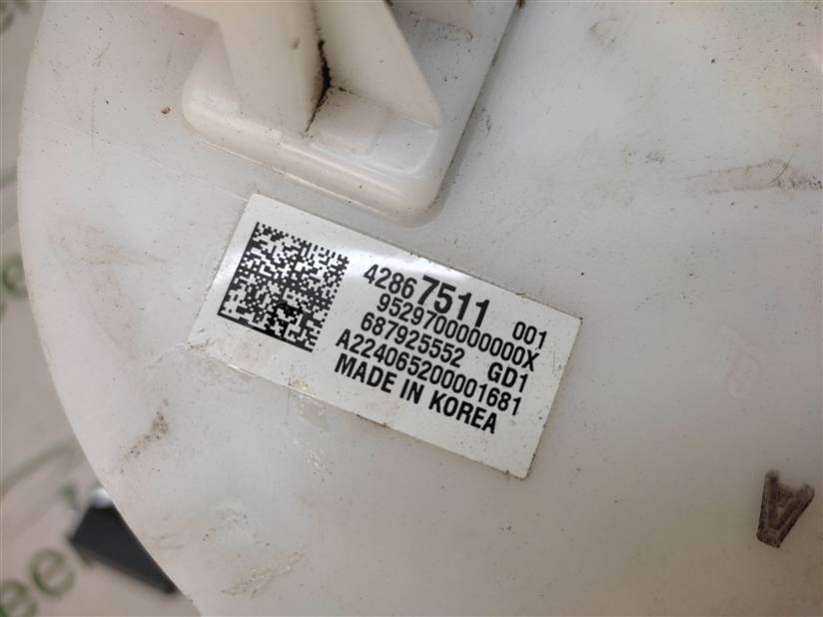 42867511 001
9529700000000X
687925552 GD1
A224065200001681
MADE IN KOREA